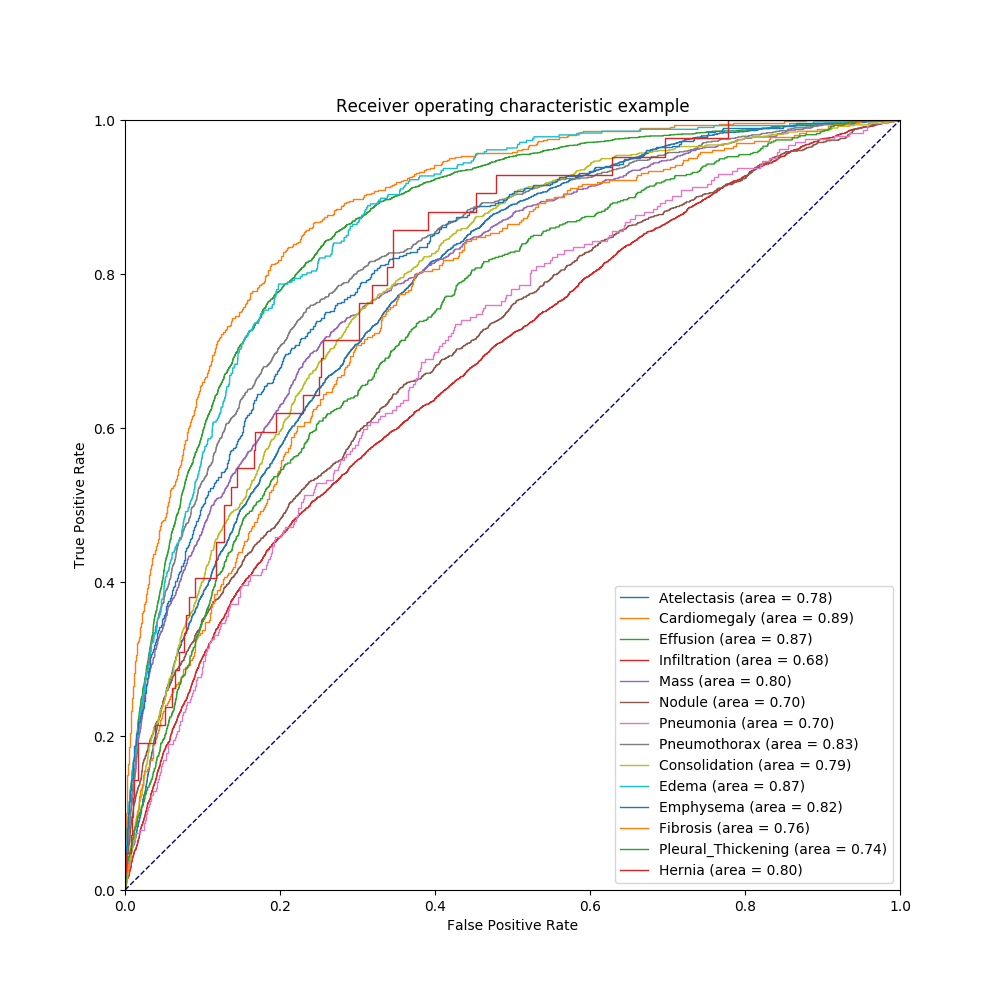 Receiver operating characteristic example
1.0
0.8
0.6
0.4
0.2
0.0
True Positive Rate
Atelectasis (area = 0.78)
Cardiomegaly (area = 0.89)
Effusion (area = 0.87)
Infiltration (area = 0.68)
Mass (area = 0.80)
Nodule (area = 0.70)
Pneumonia (area = 0.70)
Pneumothorax (area = 0.83)
Consolidation (area = 0.79)
Edema (area = 0.87)
Emphysema (area = 0.82)
Fibrosis (area = 0.76)
Pleural_Thickening (area = 0.74)
Hernia (area = 0.80)
0.0 0.2 0.4 0.6 0.8 1.0
False Positive Rate